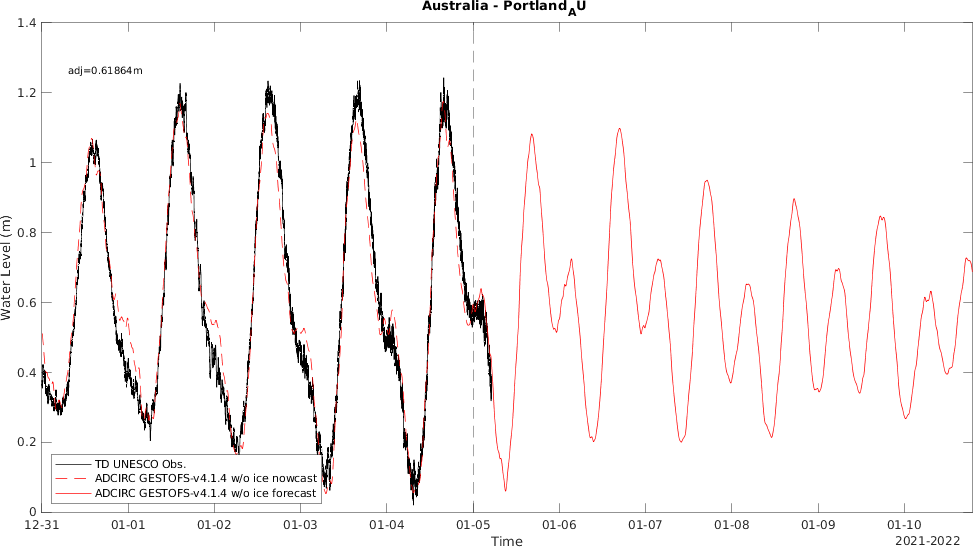 Australia - Portland_AU
1.4
adj=0.61864m
1.2
1
0.8
Water Level (m)
0.6
0.4
0.2
TD UNESCO Obs.
ADCIRC GESTOFS-v4.1.4 w/o ice nowcast
ADCIRC GESTOFS-v4.1.4 w/o ice forecast
0
12-31 01-01 01-02 01-03 01-04 01-05 01-06 01-07 01-08 01-09 01-10
Time
2021-2022